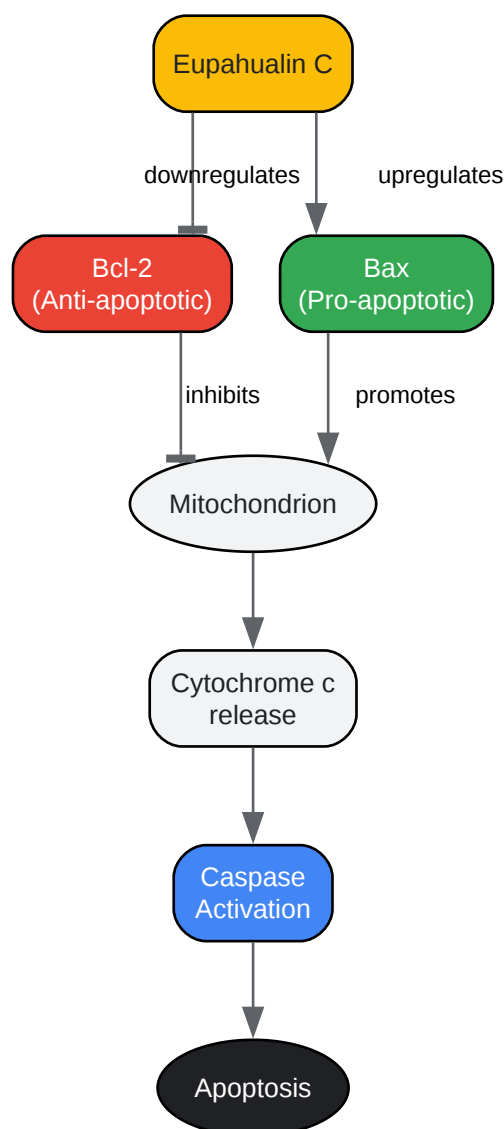 Eupahualin C
downregulates
upregulates
Bcl-2
(Anti-apoptotic)
Bax
(Pro-apoptotic)
inhibits
promotes
Mitochondrion
Cytochrome c
release
Caspase
Activation
Apoptosis